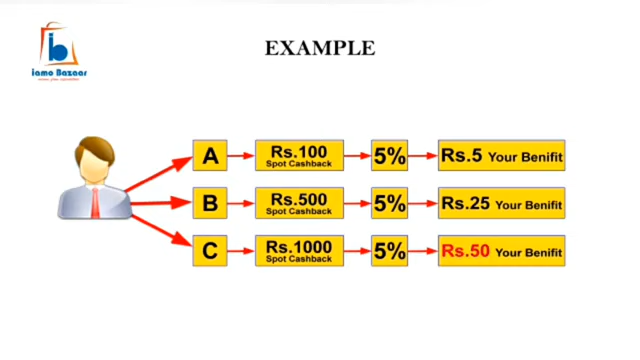 EXAMPLE
b
iamo Bazaar
A
Rs.100
Spot Cashback
5%
Rs.5 Your Benifit
B
Rs.500
Spot Cashback
5%
Rs.25 Your Benifit
C
Rs.1000
Spot Cashback
5%
Rs.50 Your Benifit